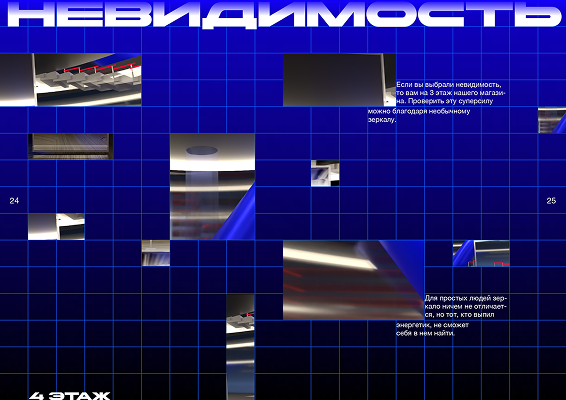 НЕВИДИМОСТЬ
Если вы выбрали невидимость,
то вам на 3 этаж нашего магази-
на. Проверить эту суперсилу
можно благодаря необычному
зеркалу.
24
25
Для простых людей зер-
кало ничем не отличает-
ся, но тот, кто выпил
энергетик, не сможет
себя в нем найти.
4 ЭТАЖ